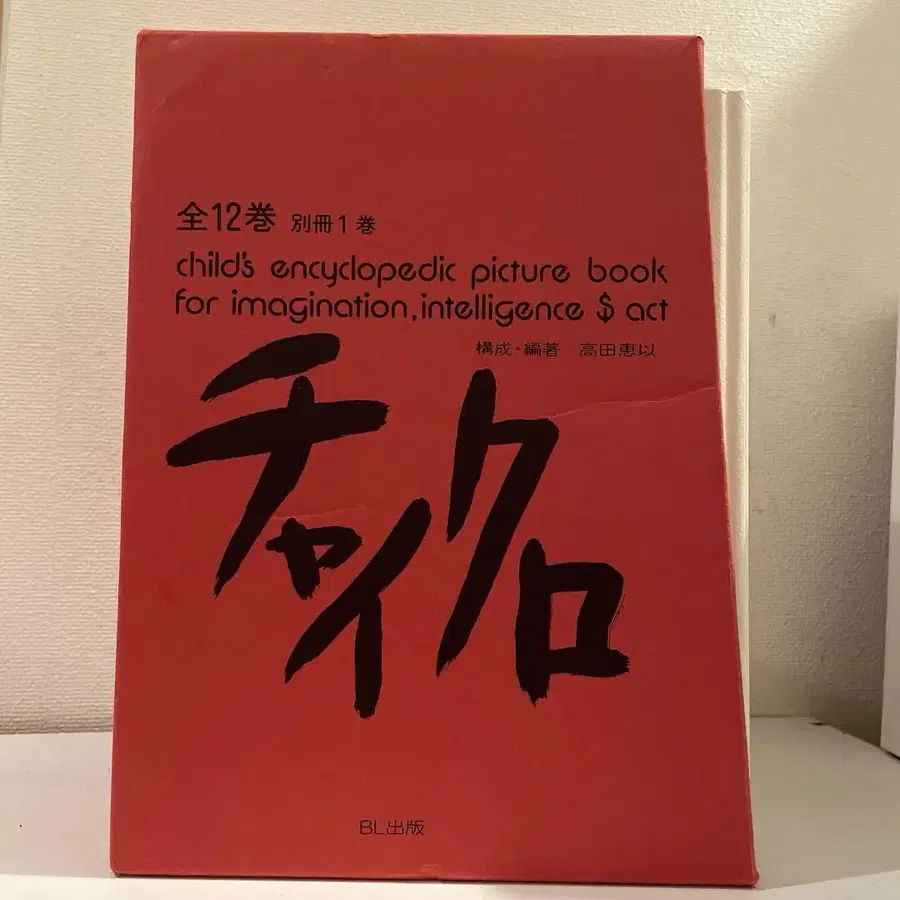 全12巻 別冊1巻
child's encyclopedic picture book
for imagination, intelligence $ act
構成・編著 高田恵以
チャイクロ
BL出版